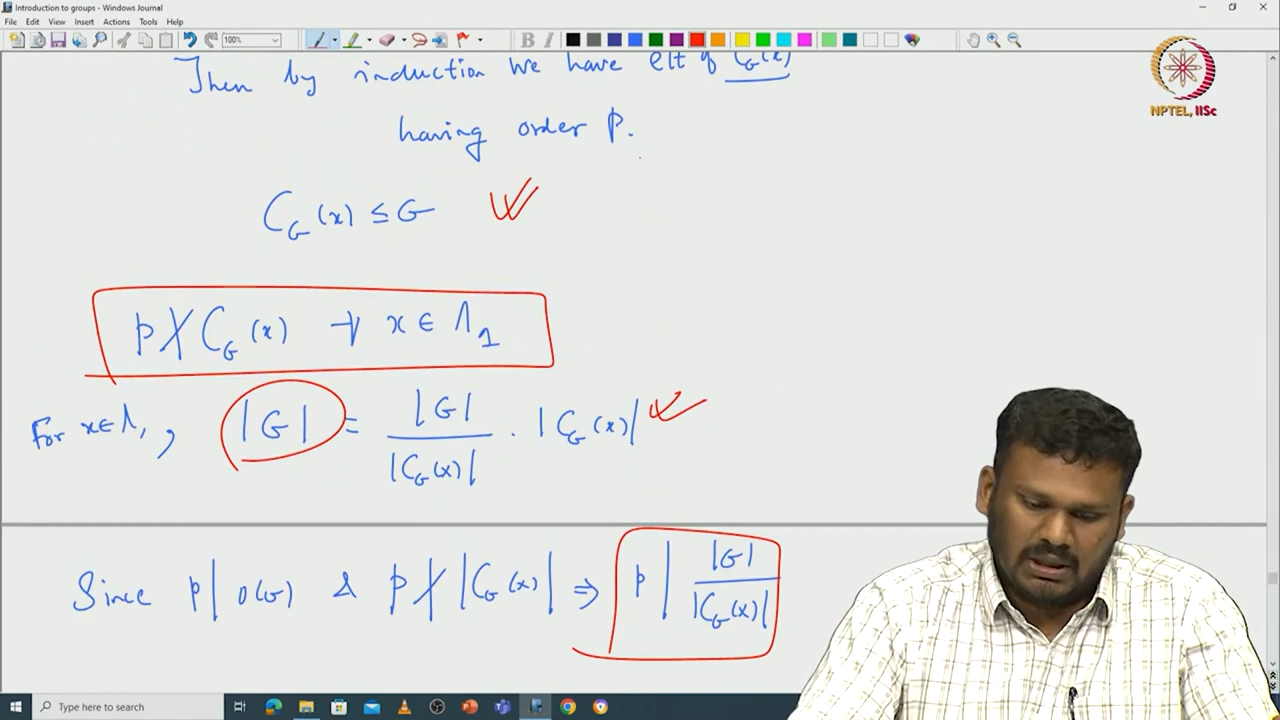 Introduction to groups - Windows Journal
File Edit View Insert Actions Tools Help
100%
B I
NPTEL, IISc
Then by induction we have elt of C_G(x)
having order p.
C_G(x) ≤ G
p ∤ C_G(x) ∀ x ∈ Λ_1
For x ∈ Λ_1, |G| = |G| / |C_G(x)| · |C_G(x)|
Since p | o(G) & p ∤ |C_G(x)| ⇒ p | |G| / |C_G(x)|
Type here to search